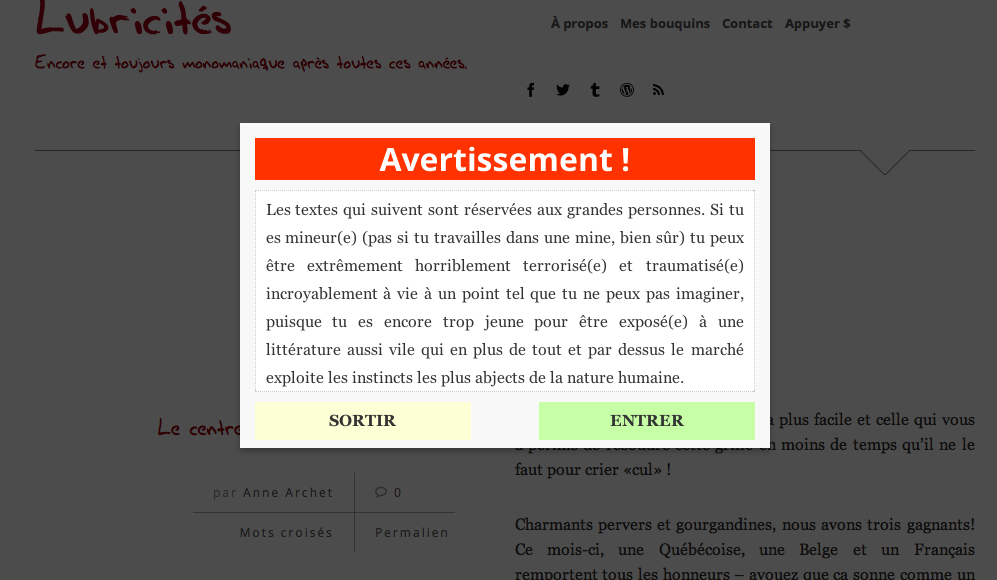 Lubricités
À propos Mes bouquins Contact Appuyer $
Encore et toujours monomaniaque après toutes ces années.
Avertissement !
Les textes qui suivent sont réservées aux grandes personnes. Si tu
es mineur(e) (pas si tu travailles dans une mine, bien sûr) tu peux
être extrêmement horriblement terrorisé(e) et traumatisé(e)
incroyablement à vie à un point tel que tu ne peux pas imaginer,
puisque tu es encore trop jeune pour être exposé(e) à une
littérature aussi vile qui en plus de tout et par dessus le marché
exploite les instincts les plus abjects de la nature humaine.
SORTIR ENTRER
Le centre
plus facile et celle qui vous
en moins de temps qu'il ne le
faut pour crier «cul» !
par Anne Archet 0
Mots croisés Permalien
Charmants pervers et gourgandines, nous avons trois gagnants!
Ce mois-ci, une Québécoise, une Belge et un Français
remportent tous les honneurs – avouez que ça sonne comme un